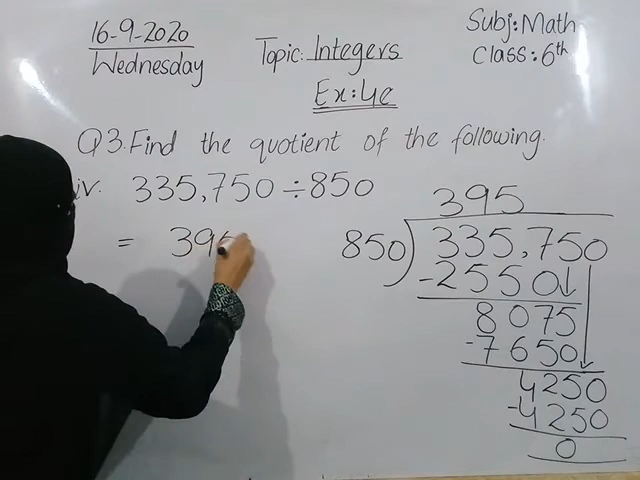 16-9-2020
Wednesday
Topic: Integers
Ex:4e
Subj:Math
Class:6th
Q3.Find the quotient of the following.
iv. 335,750 ÷ 850
= 395
395
850) 335,750
-2550↓
8075
-7650↓
4250
-4250
0